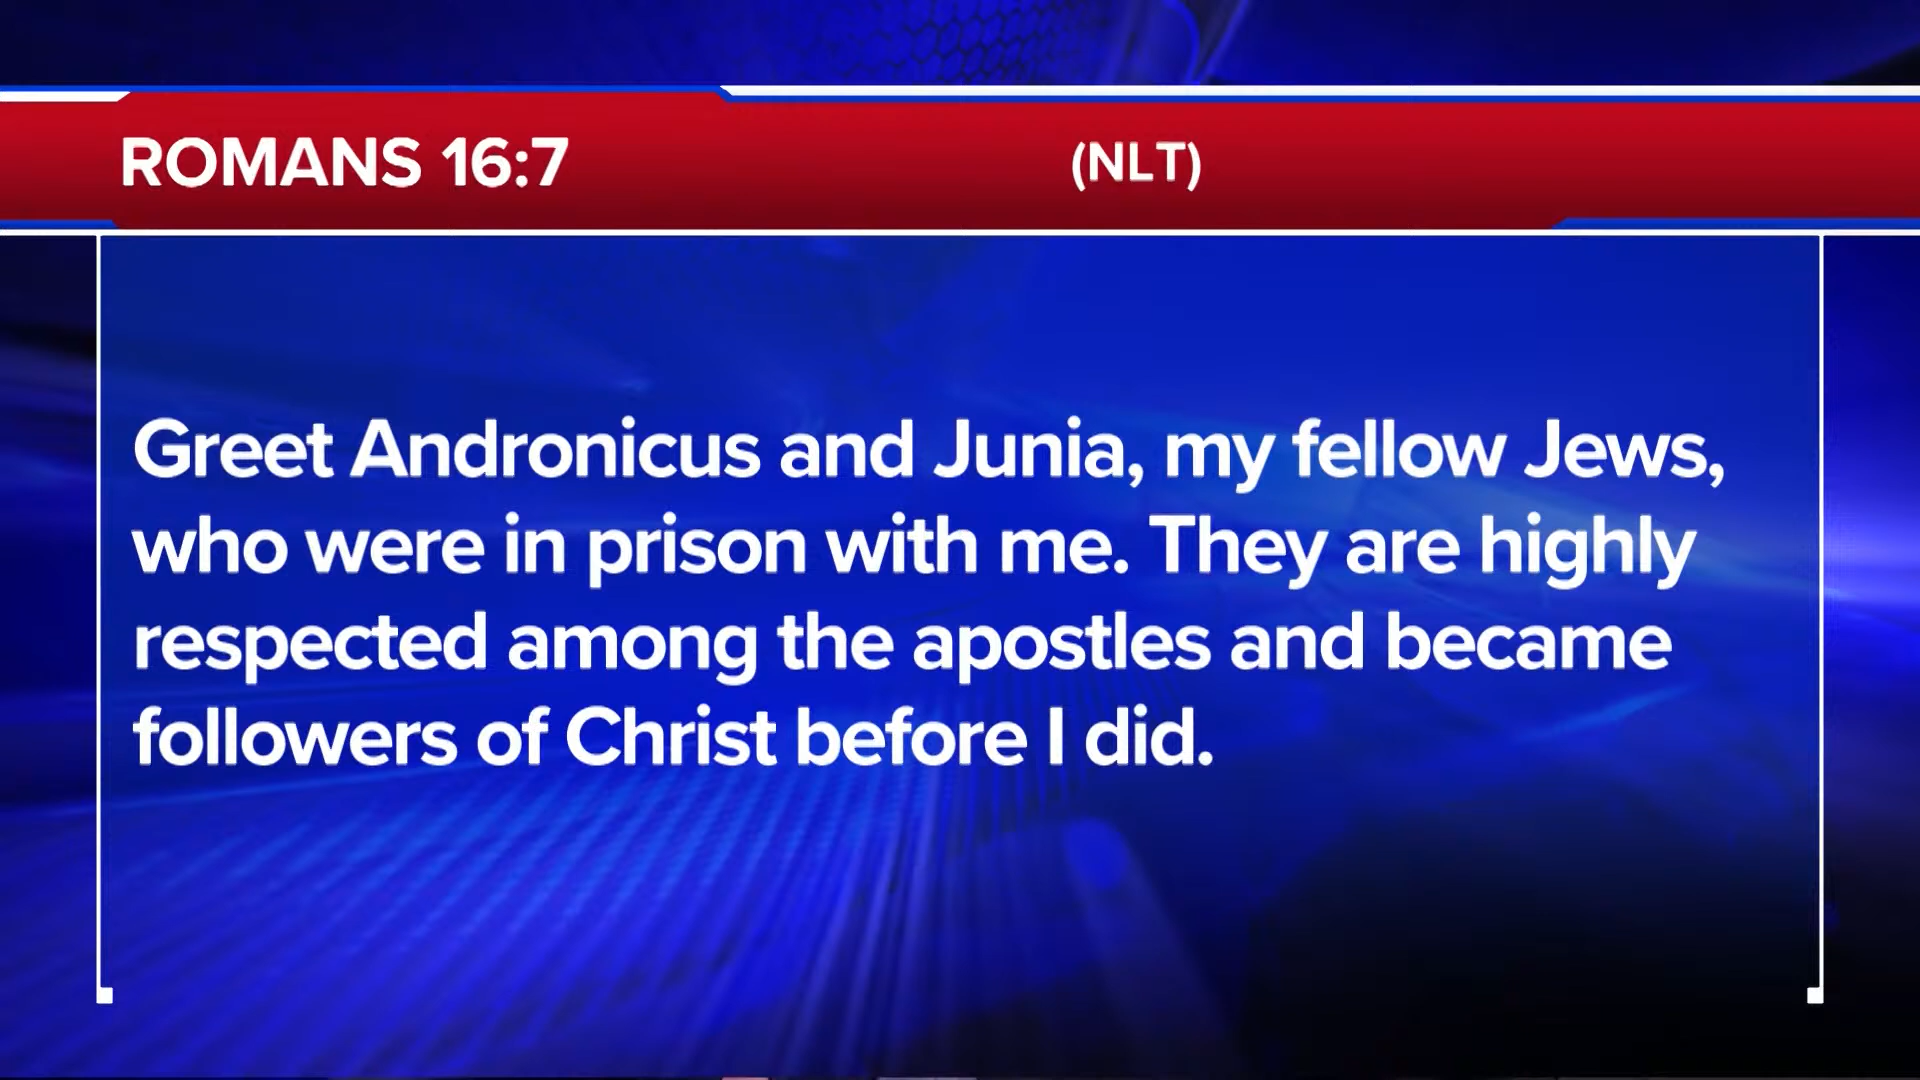 ROMANS 16:7
(NLT)
Greet Andronicus and Junia, my fellow Jews,
who were in prison with me. They are highly
respected among the apostles and became
followers of Christ before I did.